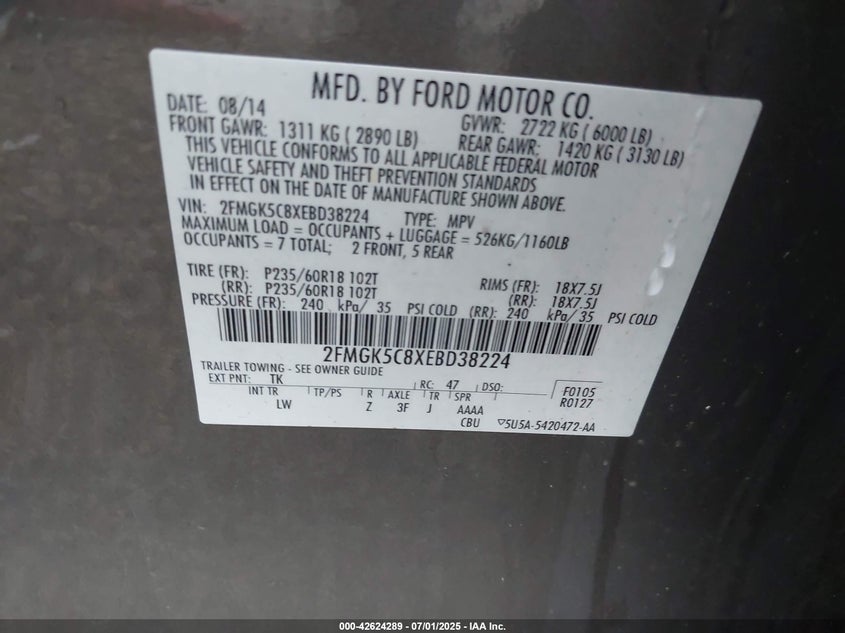 MFD. BY FORD MOTOR CO.
DATE: 08/14 GVWR: 2722 KG ( 6000 LB)
FRONT GAWR: 1311 KG ( 2890 LB) REAR GAWR: 1420 KG ( 3130 LB)
THIS VEHICLE CONFORMS TO ALL APPLICABLE FEDERAL MOTOR
VEHICLE SAFETY AND THEFT PREVENTION STANDARDS
IN EFFECT ON THE DATE OF MANUFACTURE SHOWN ABOVE.
VIN: 2FMGK5C8XEBD38224 TYPE: MPV
MAXIMUM LOAD = OCCUPANTS + LUGGAGE = 526KG/1160LB
OCCUPANTS = 7 TOTAL; 2 FRONT, 5 REAR
TIRE (FR): P235/60R18 102T RIMS (FR): 18X7.5J
(RR): P235/60R18 102T (RR): 18X7.5J
PRESSURE (FR): 240 kPa/ 35 PSI COLD (RR): 240 kPa/ 35 PSI COLD
2FMGK5C8XEBD38224
TRAILER TOWING - SEE OWNER GUIDE
EXT PNT: TK RC: 47 DSO: F0105
INT TR TP/PS R AXLE TR SPR R0127
LW Z 3F J AAAA
CBU ▽5U5A-5420472-AA
000-42624289 - 07/01/2025 - IAA Inc.